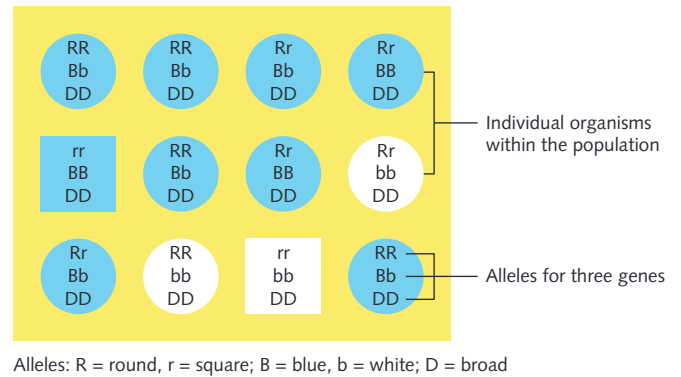 RR
Bb
DD
RR
Bb
DD
Rr
Bb
DD
Rr
BB
DD
Individual organisms
within the population
rr
BB
DD
RR
Bb
DD
Rr
BB
DD
Rr
bb
DD
Rr
Bb
DD
RR
bb
DD
rr
bb
DD
RR
Bb
DD
Alleles for three genes
Alleles: R = round, r = square; B = blue, b = white; D = broad